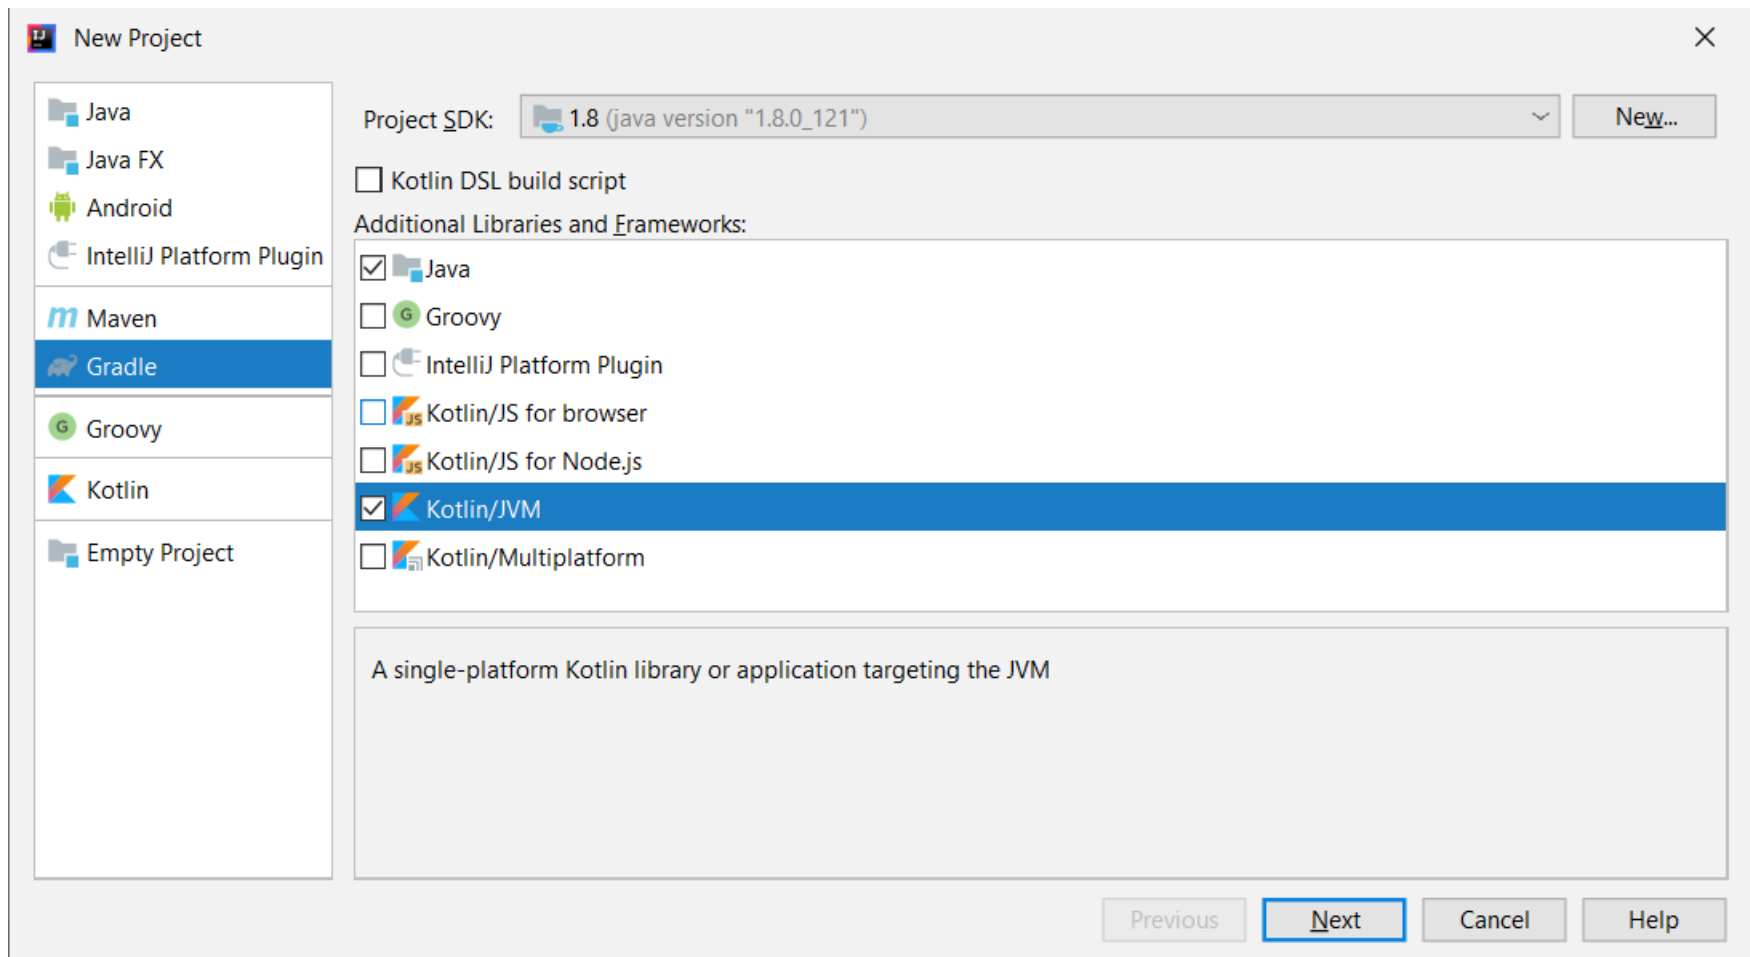 New Project
Java
Java FX
Android
IntelliJ Platform Plugin
Maven
Gradle
Groovy
Kotlin
Empty Project
Project SDK: 1.8 (java version "1.8.0_121") New...
Kotlin DSL build script
Additional Libraries and Frameworks:
Java
Groovy
IntelliJ Platform Plugin
Kotlin/JS for browser
Kotlin/JS for Node.js
Kotlin/JVM
Kotlin/Multiplatform
A single-platform Kotlin library or application targeting the JVM
Previous Next Cancel Help